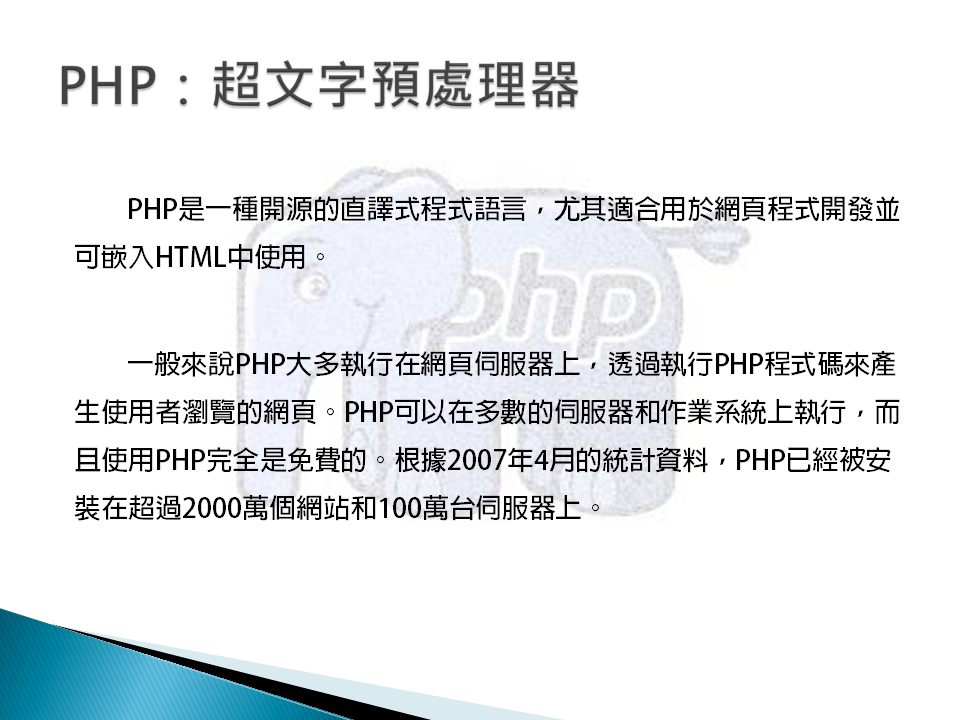 PHP：超文字預處理器
PHP是一種開源的直譯式程式語言，尤其適合用於網頁程式開發並
可嵌入HTML中使用。
php
一般來說PHP大多執行在網頁伺服器上，透過執行PHP程式碼來產
生使用者瀏覽的網頁。PHP可以在多數的伺服器和作業系統上執行，而
且使用PHP完全是免費的。根據2007年4月的統計資料，PHP已經被安
裝在超過2000萬個網站和100萬台伺服器上。